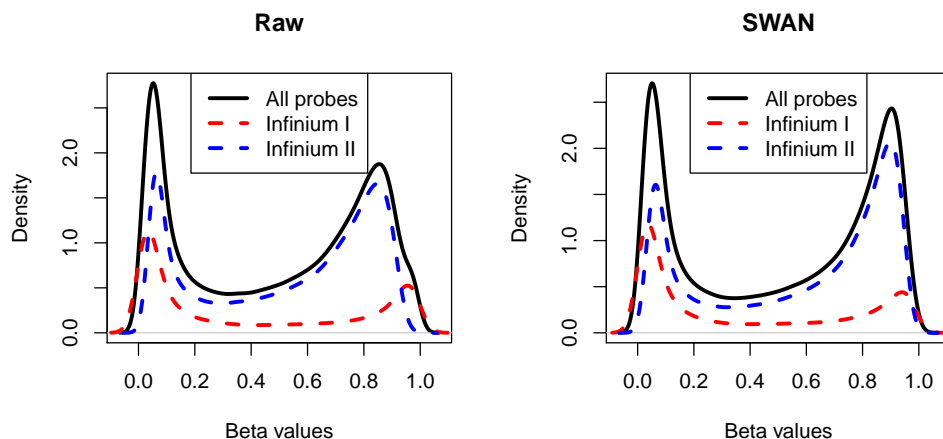 Raw
Density
0.0
1.0
2.0
All probes
Infinium I
Infinium II
0.0 0.2 0.4 0.6 0.8 1.0
Beta values
SWAN
Density
0.0
1.0
2.0
All probes
Infinium I
Infinium II
0.0 0.2 0.4 0.6 0.8 1.0
Beta values